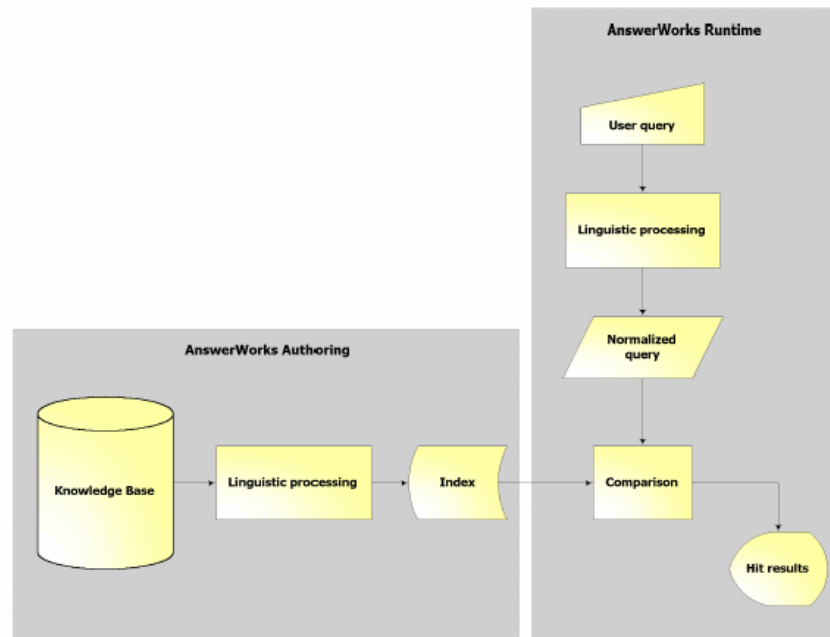 AnswerWorks Runtime
User query
Linguistic processing
Normalized
query
AnswerWorks Authoring
Knowledge Base
Linguistic processing
Index
Comparison
Hit results